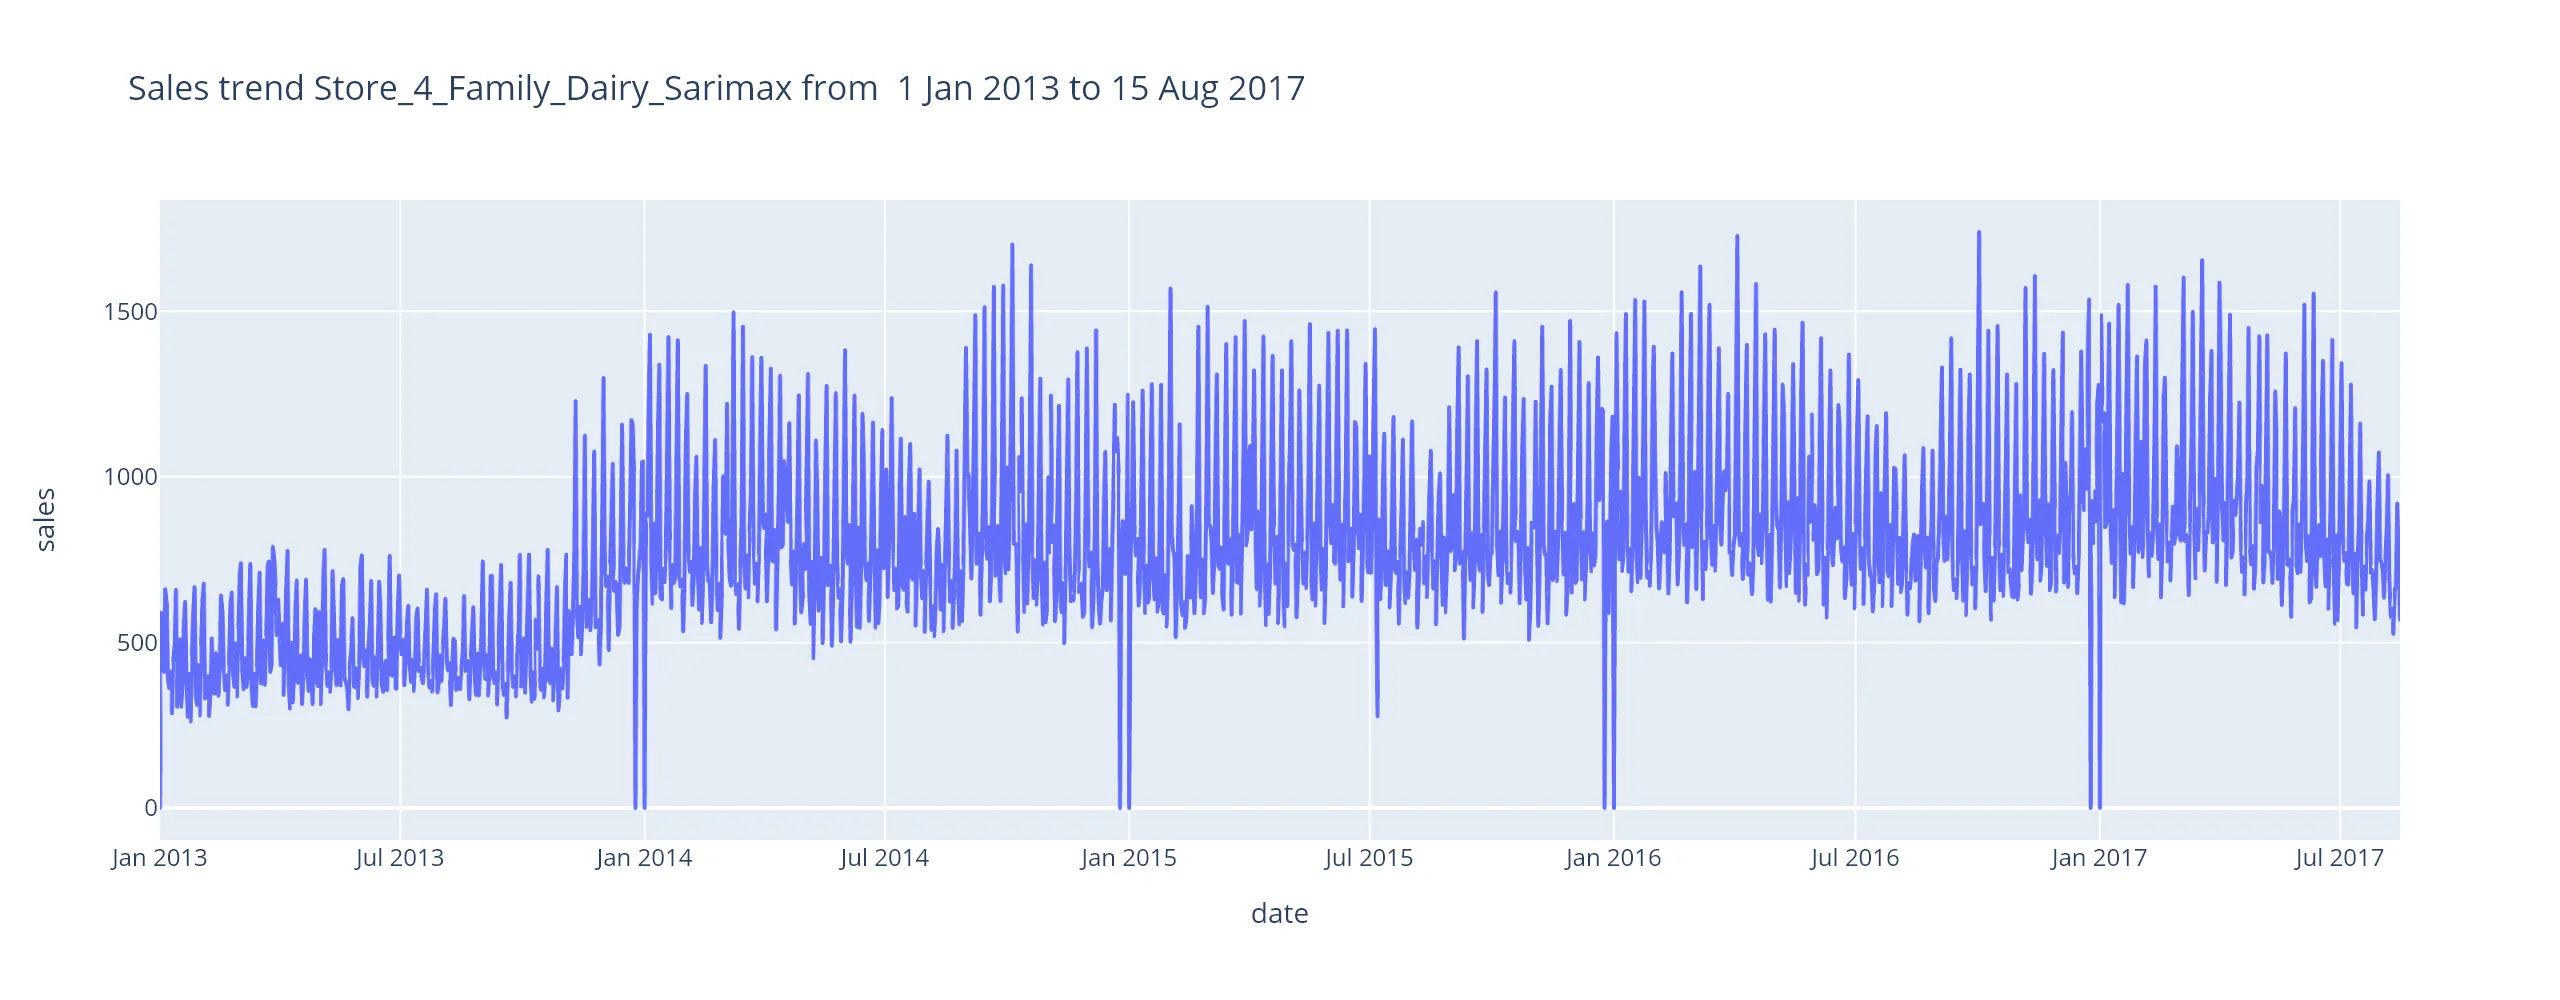 Sales trend Store_4_Family_Dairy_Sarimax from  1 Jan 2013 to 15 Aug 2017
1500
1000
500
0
sales
Jan 2013 Jul 2013 Jan 2014 Jul 2014 Jan 2015 Jul 2015 Jan 2016 Jul 2016 Jan 2017 Jul 2017
date